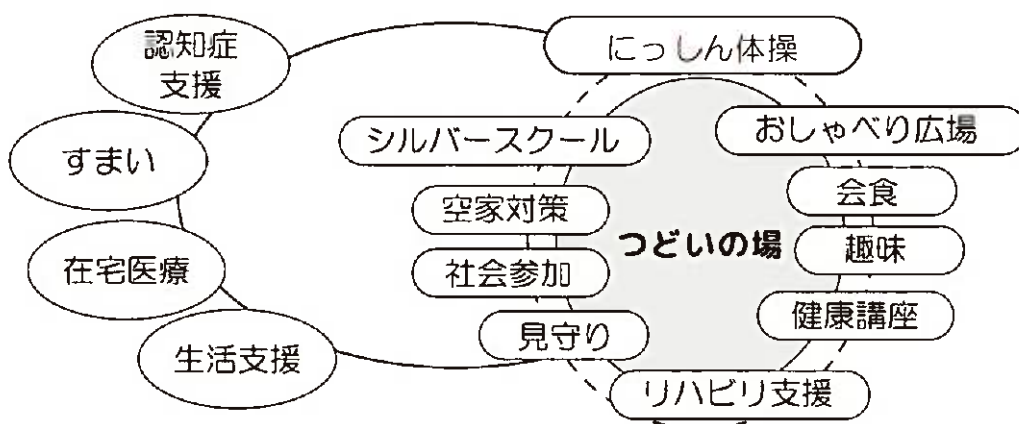 認知症
支援
すまい
在宅医療
生活支援
にっしん体操
シルバースクール
おしゃべり広場
空家対策
会食
つどいの場
社会参加
趣味
見守り
健康講座
リハビリ支援